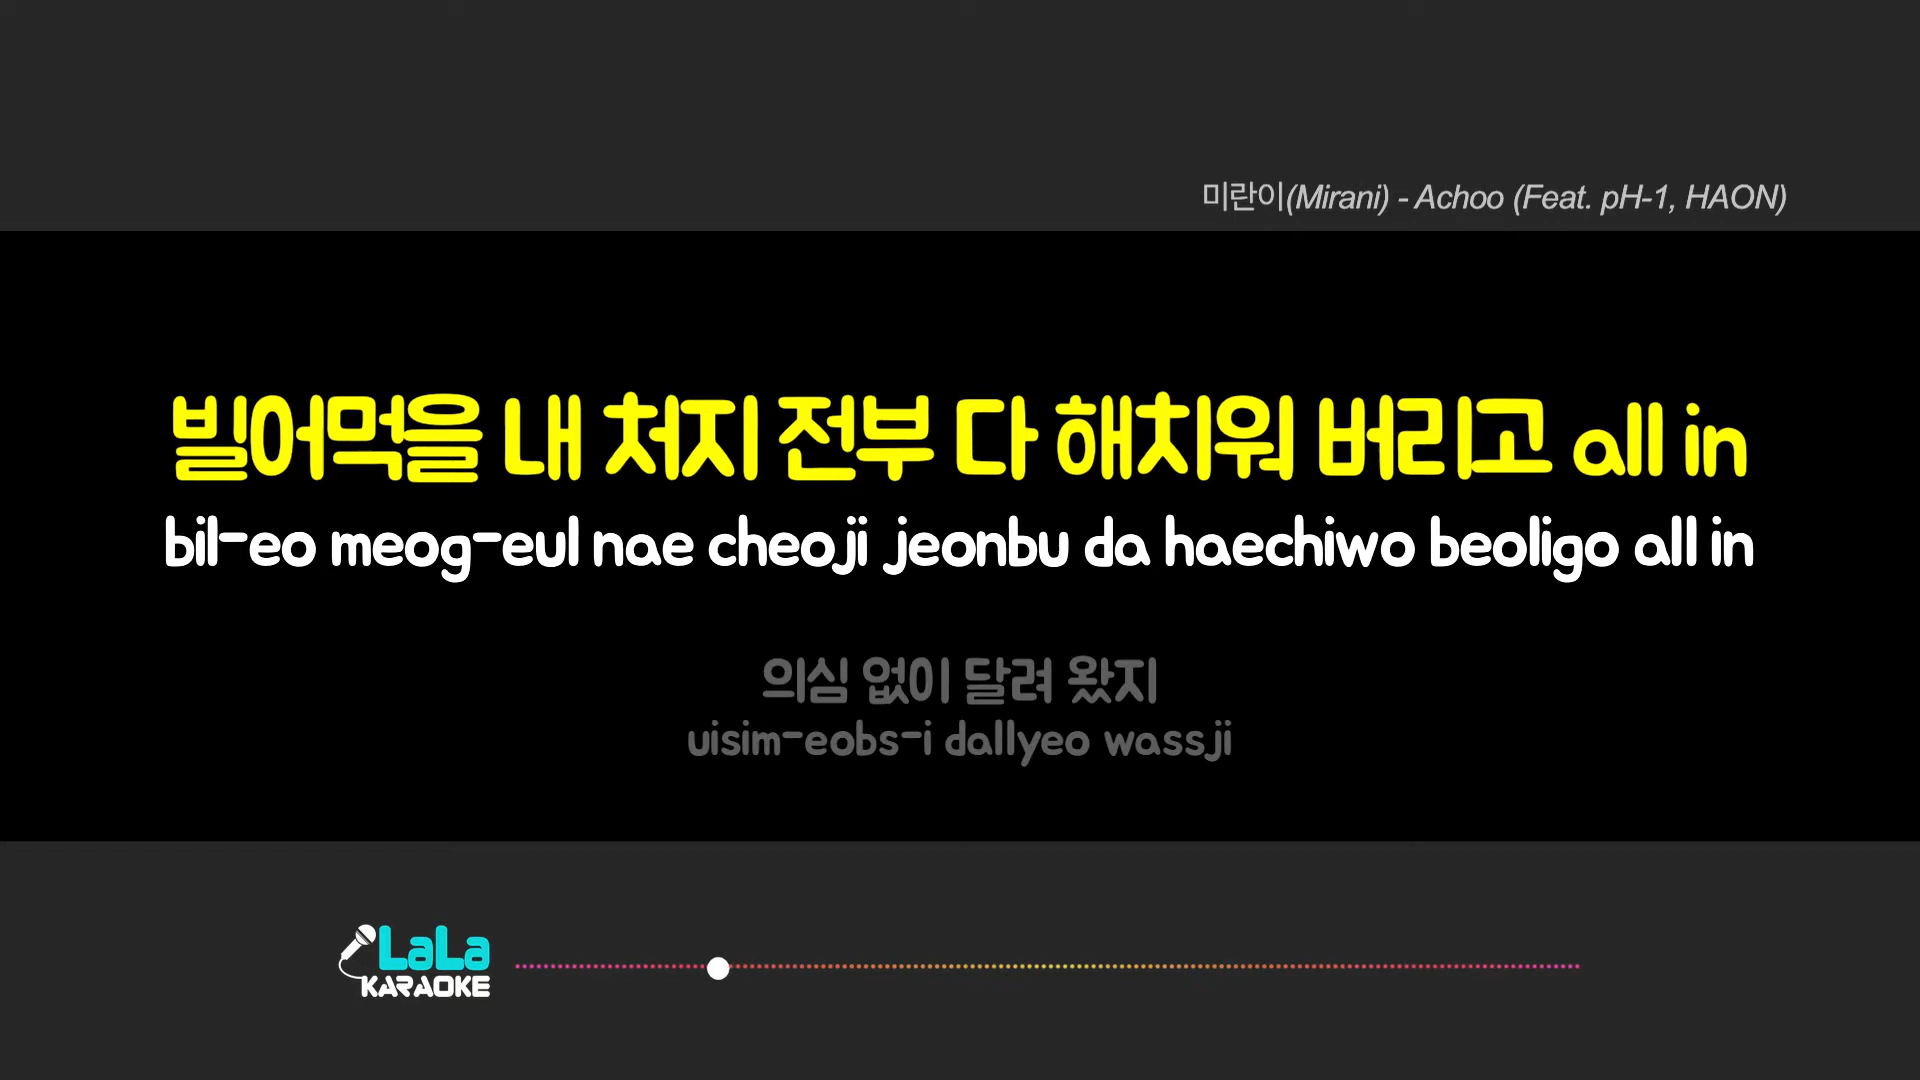 미란이(Mirani) - Achoo (Feat. pH-1, HAON)
빌어먹을 내 처지 전부 다 해치워 버리고 all in
bil-eo meog-eul nae cheoji jeonbu da haechiwo beoligo all in
의심 없이 달려 왔지
uisim-eobs-i dallyeo wassji
LaLa
KARAOKE